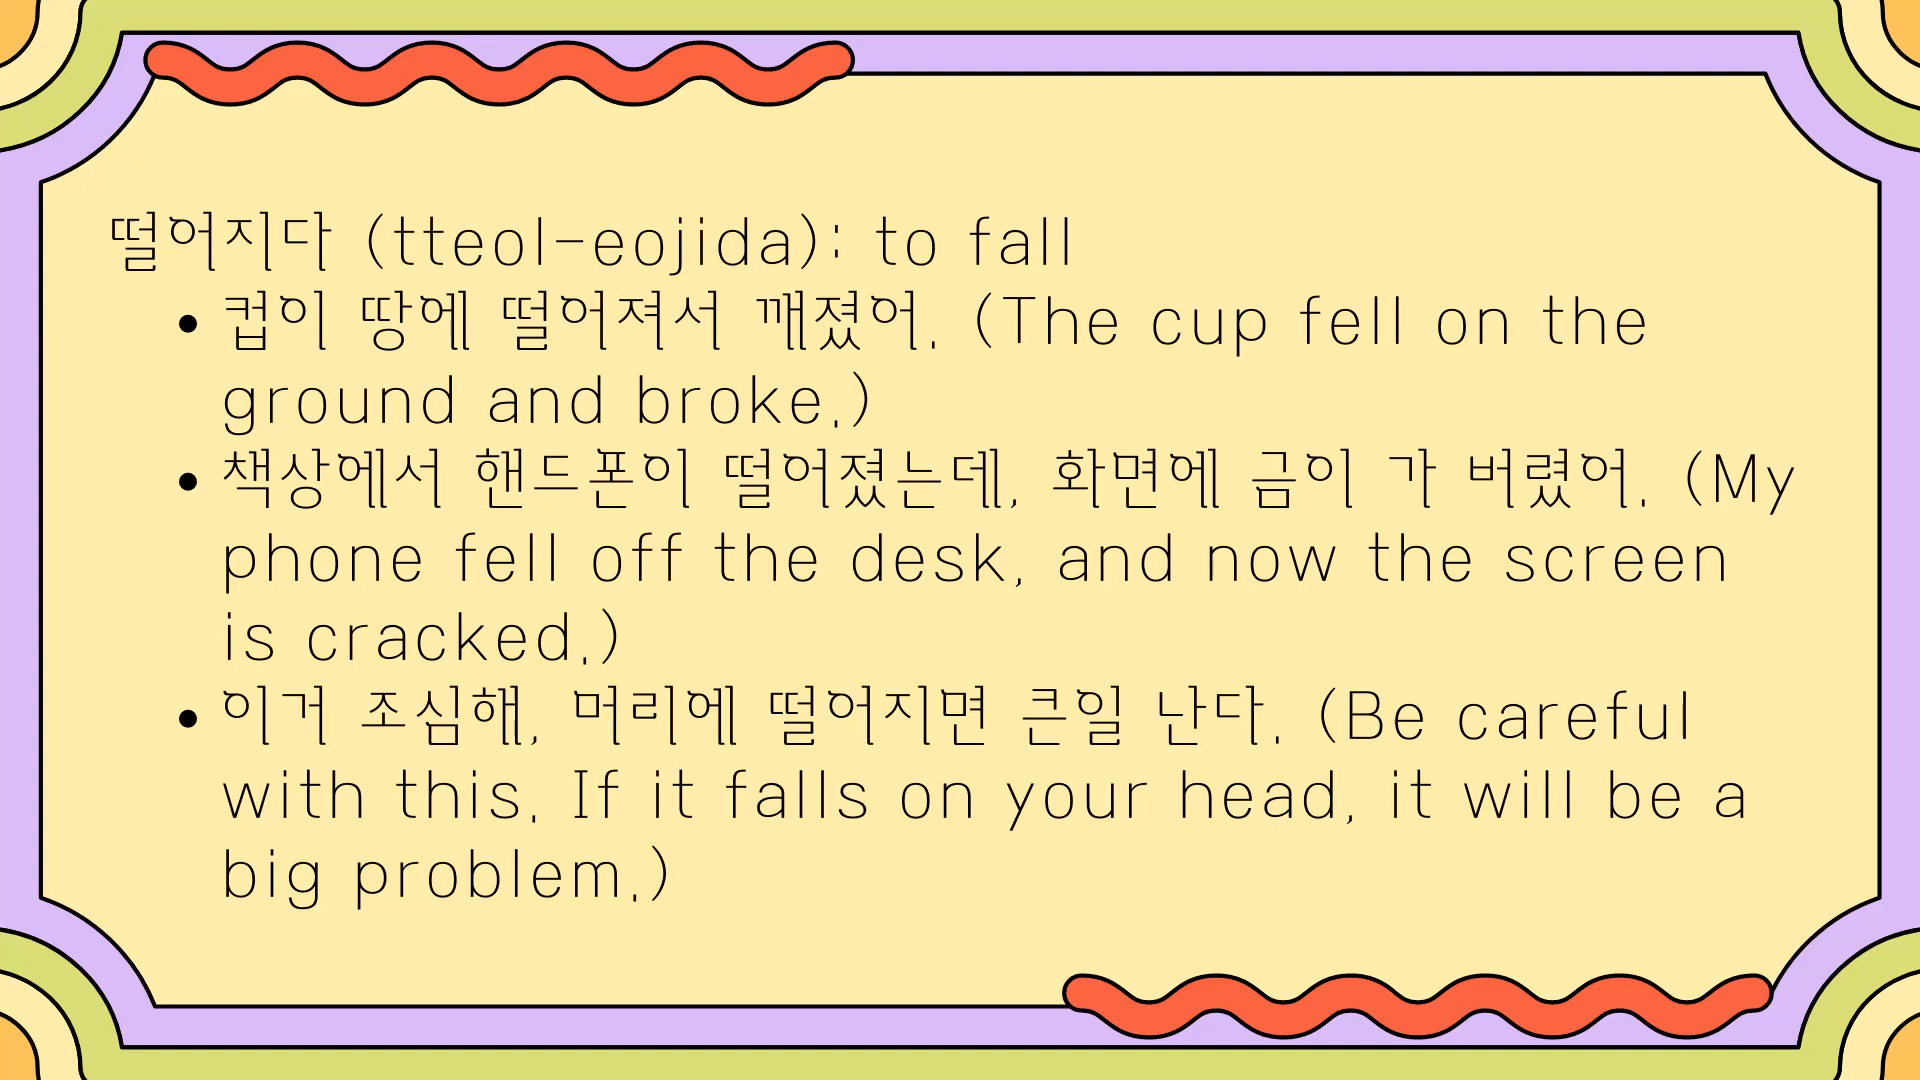 떨어지다 (tteol-eojida): to fall
• 컵이 땅에 떨어져서 깨졌어. (The cup fell on the
ground and broke.)
• 책상에서 핸드폰이 떨어졌는데, 화면에 금이 가 버렸어. (My
phone fell off the desk, and now the screen
is cracked.)
• 이거 조심해, 머리에 떨어지면 큰일 난다. (Be careful
with this. If it falls on your head, it will be a
big problem.)